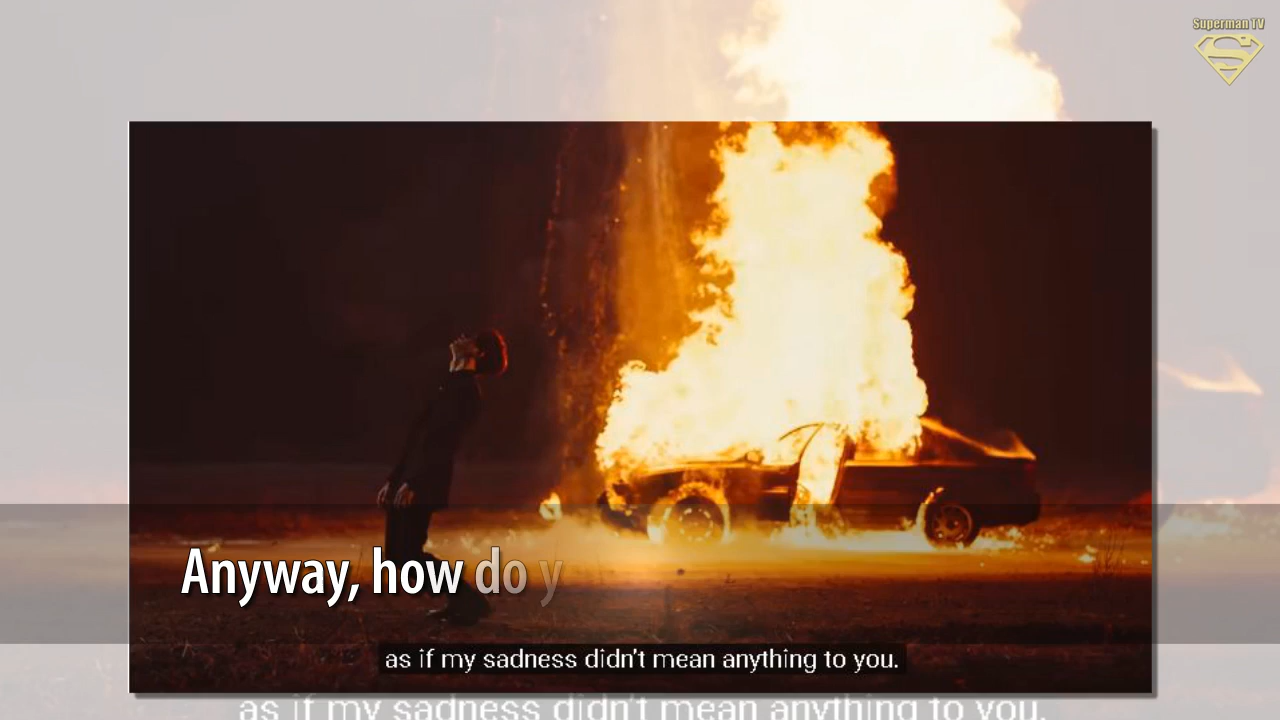 Superman TV
Anyway, how do y
as if my sadness didn't mean anything to you.
as if my sadness didn't mean anything to you.